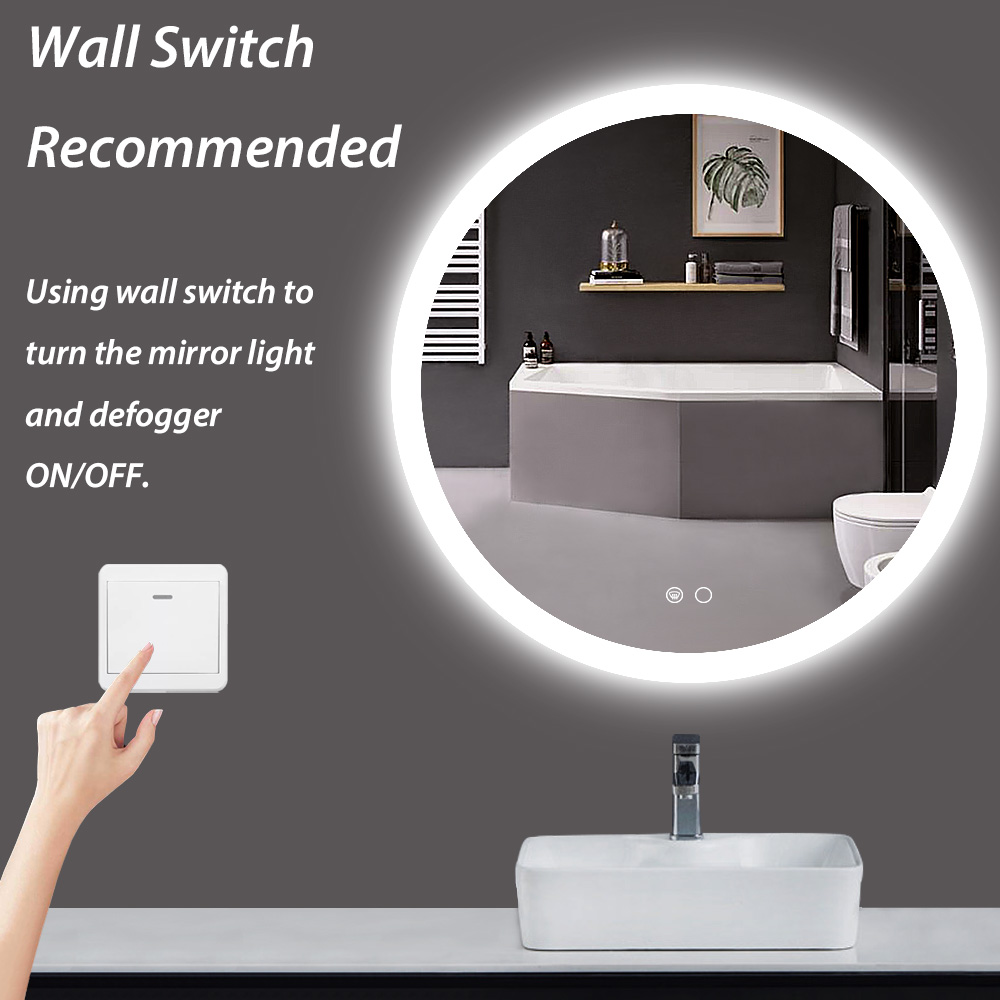 Wall Switch
Recommended
Using wall switch to
turn the mirror light
and defogger
ON/OFF.